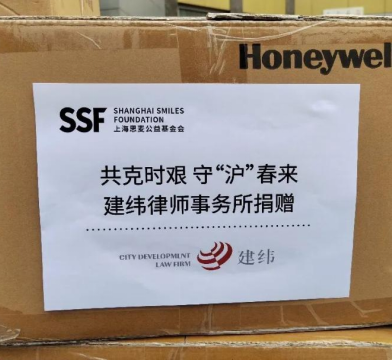 Honeywel
SSF SHANGHAI SMILES
FOUNDATION
上海思麦公益基金会
共克时艰 守“沪”春来
建纬律师事务所捐赠
CITY DEVELOPMENT
LAW FIRM
建纬